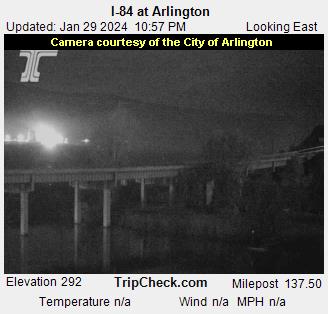 I-84 at Arlington
Updated: Jan 29 2024 10:57 PM Looking East
Camera courtesy of the City of Arlington
Elevation 292 TripCheck.com Milepost 137.50
Temperature n/a Wind n/a MPH n/a